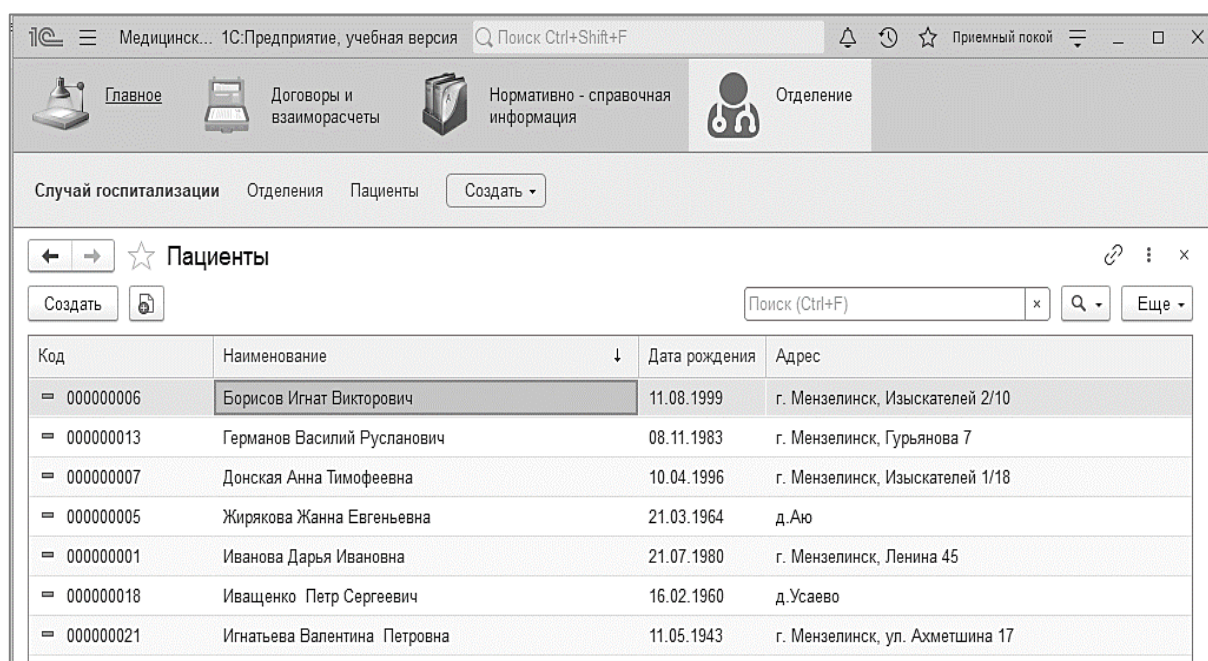 1С Медицинск... 1С:Предприятие, учебная версия Поиск Ctrl+Shift+F Приемный покой
Главное Договоры и взаиморасчеты Нормативно - справочная информация Отделение
Случай госпитализации Отделения Пациенты Создать
Пациенты
Создать Поиск (Ctrl+F) × Еще
Код Наименование ↓ Дата рождения Адрес
000000006 Борисов Игнат Викторович 11.08.1999 г. Мензелинск, Изыскателей 2/10
000000013 Германов Василий Русланович 08.11.1983 г. Мензелинск, Гурьянова 7
000000007 Донская Анна Тимофеевна 10.04.1996 г. Мензелинск, Изыскателей 1/18
000000005 Жирякова Жанна Евгеньевна 21.03.1964 д.Аю
000000001 Иванова Дарья Ивановна 21.07.1980 г. Мензелинск, Ленина 45
000000018 Иващенко Петр Сергеевич 16.02.1960 д.Усаево
000000021 Игнатьева Валентина Петровна 11.05.1943 г. Мензелинск, ул. Ахметшина 17